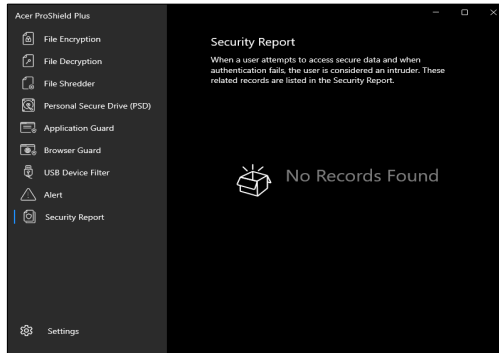 Acer ProShield Plus
File Encryption
File Decryption
File Shredder
Personal Secure Drive (PSD)
Application Guard
Browser Guard
USB Device Filter
Alert
Security Report
Settings
Security Report
When a user attempts to access secure data and when
authentication fails, the user is considered an intruder. These
related records are listed in the Security Report.
No Records Found